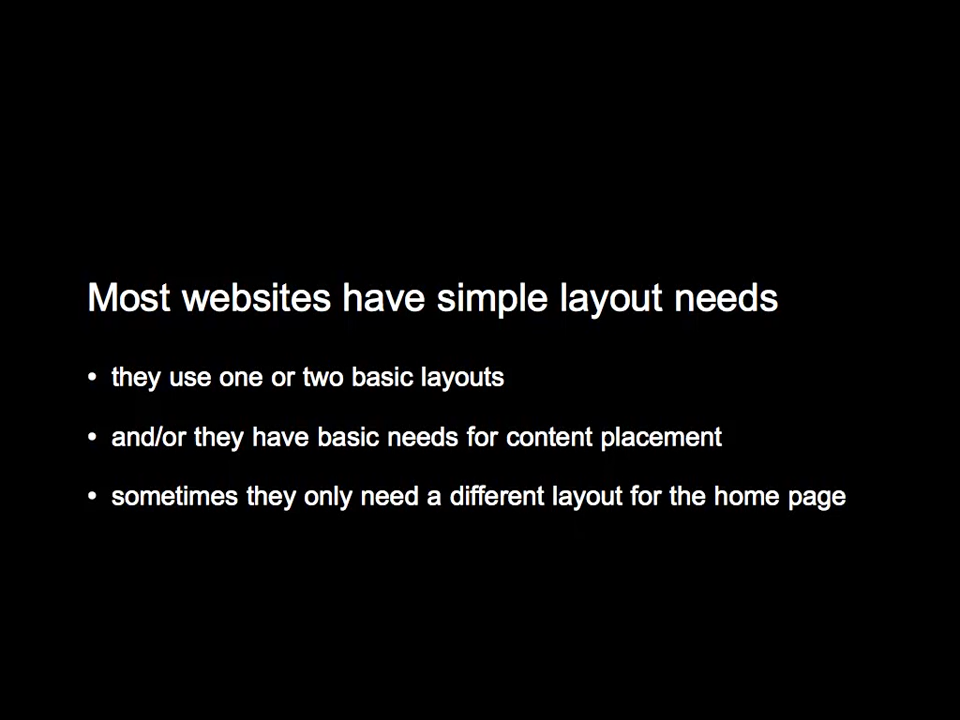 Most websites have simple layout needs
• they use one or two basic layouts
• and/or they have basic needs for content placement
• sometimes they only need a different layout for the home page